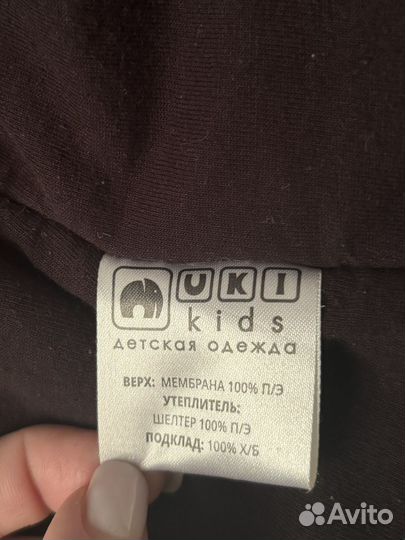 UKI
kids
детская одежда
ВЕРХ: МЕМБРАНА 100% П/Э
УТЕПЛИТЕЛЬ:
ШЕЛТЕР 100% П/Э
ПОДКЛАД: 100% Х/Б
Avito